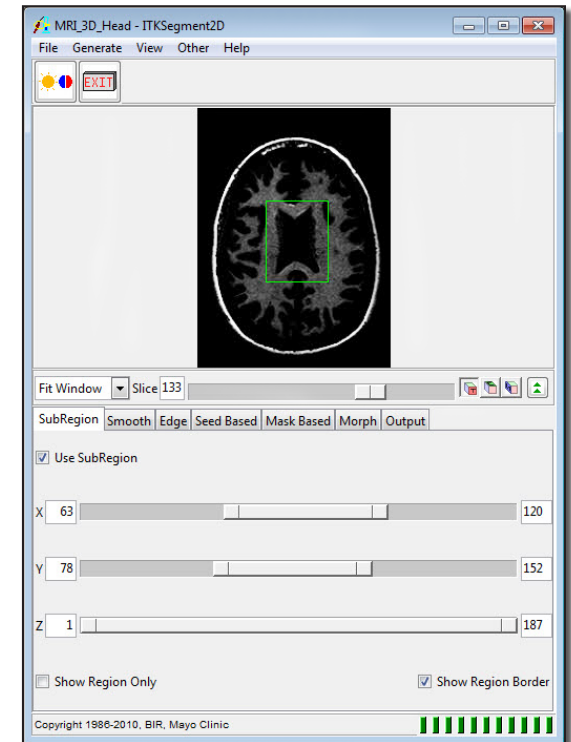 MRI_3D_Head - ITKSegment2D
File Generate View Other Help
EXIT
Fit Window Slice 133
SubRegion Smooth Edge Seed Based Mask Based Morph Output
Use SubRegion
X 63 120
Y 78 152
Z 1 187
Show Region Only Show Region Border
Copyright 1986-2010, BIR, Mayo Clinic